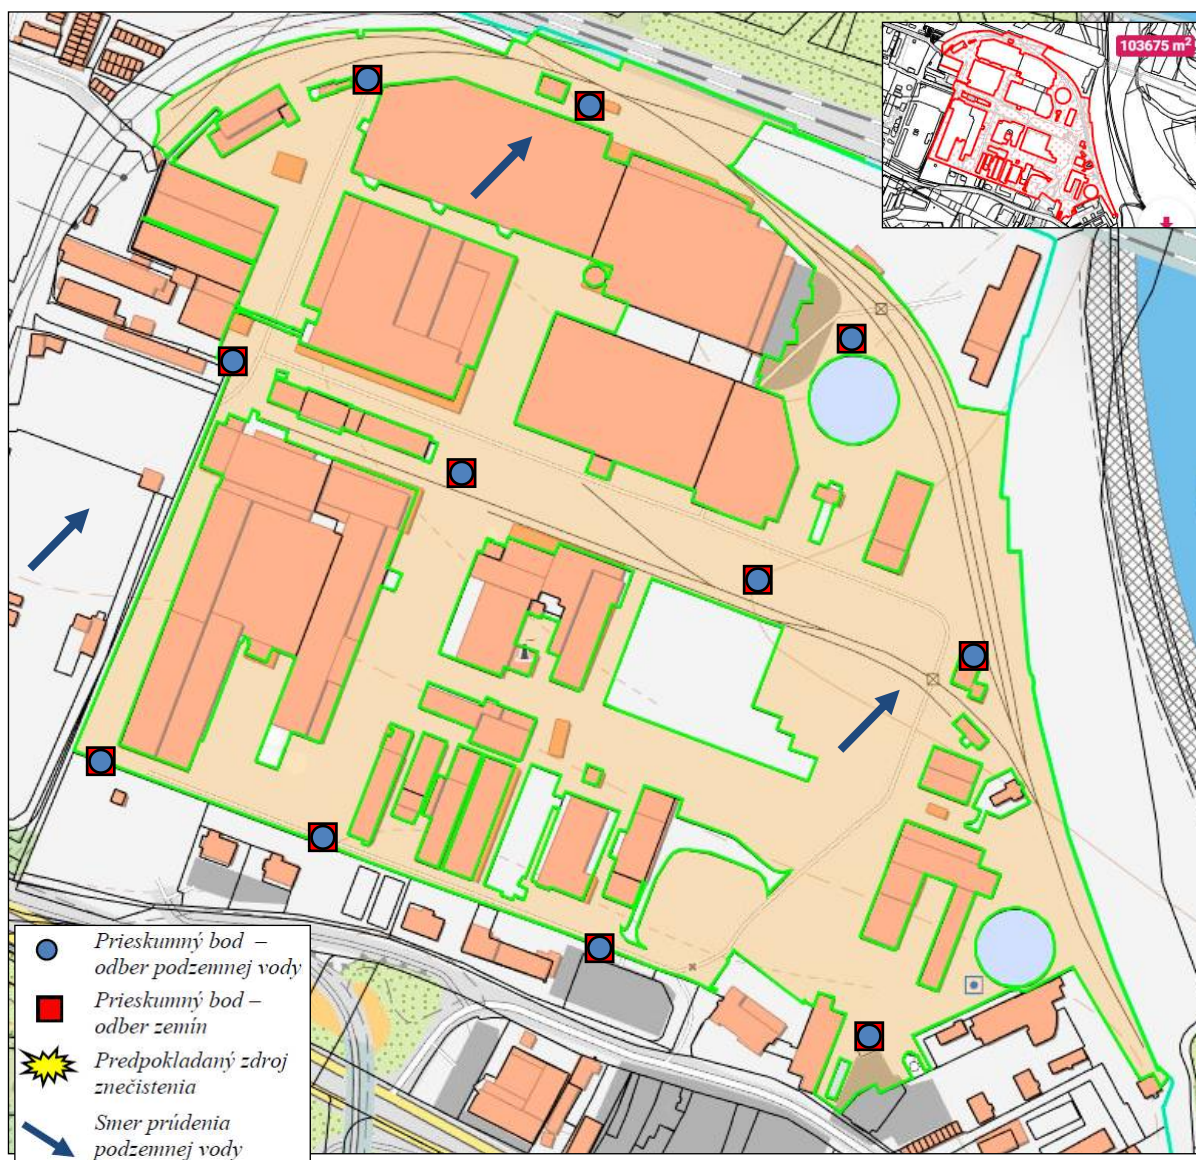 103675 m²
Prieskumný bod –
odber podzemnej vody
Prieskumný bod –
odber zemín
Predpokladaný zdroj
znečistenia
Smer prúdenia
podzemnej vody